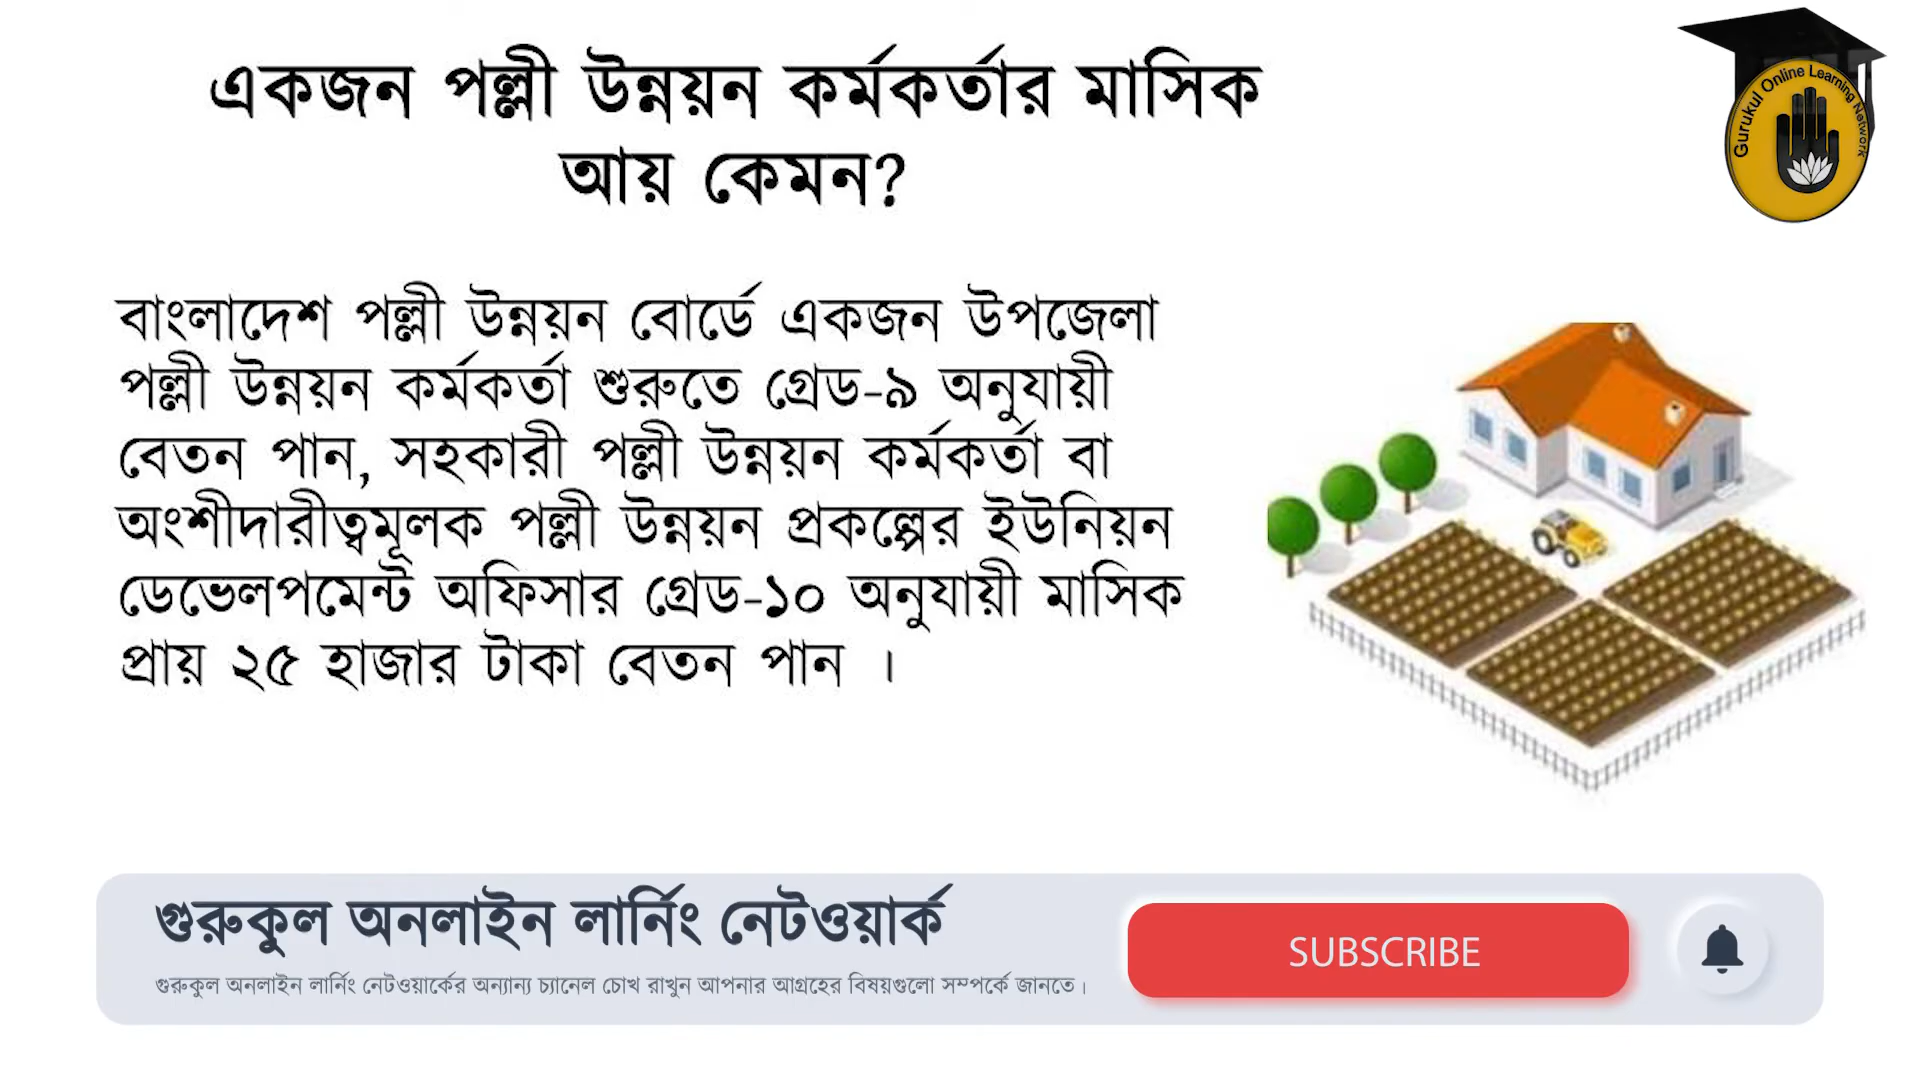 একজন পল্লী উন্নয়ন কর্মকর্তার মাসিক
আয় কেমন?
Gurukul Online Learning Network
বাংলাদেশ পল্লী উন্নয়ন বোর্ডে একজন উপজেলা
পল্লী উন্নয়ন কর্মকর্তা শুরুতে গ্রেড-৯ অনুযায়ী
বেতন পান, সহকারী পল্লী উন্নয়ন কর্মকর্তা বা
অংশীদারীত্বমূলক পল্লী উন্নয়ন প্রকল্পের ইউনিয়ন
ডেভেলপমেন্ট অফিসার গ্রেড-১০ অনুযায়ী মাসিক
প্রায় ২৫ হাজার টাকা বেতন পান ।
গুরুকুল অনলাইন লার্নিং নেটওয়ার্ক
গুরুকুল অনলাইন লার্নিং নেটওয়ার্কের অন্যান্য চ্যানেল চোখ রাখুন আপনার আগ্রহের বিষয়গুলো সম্পর্কে জানতে।
SUBSCRIBE